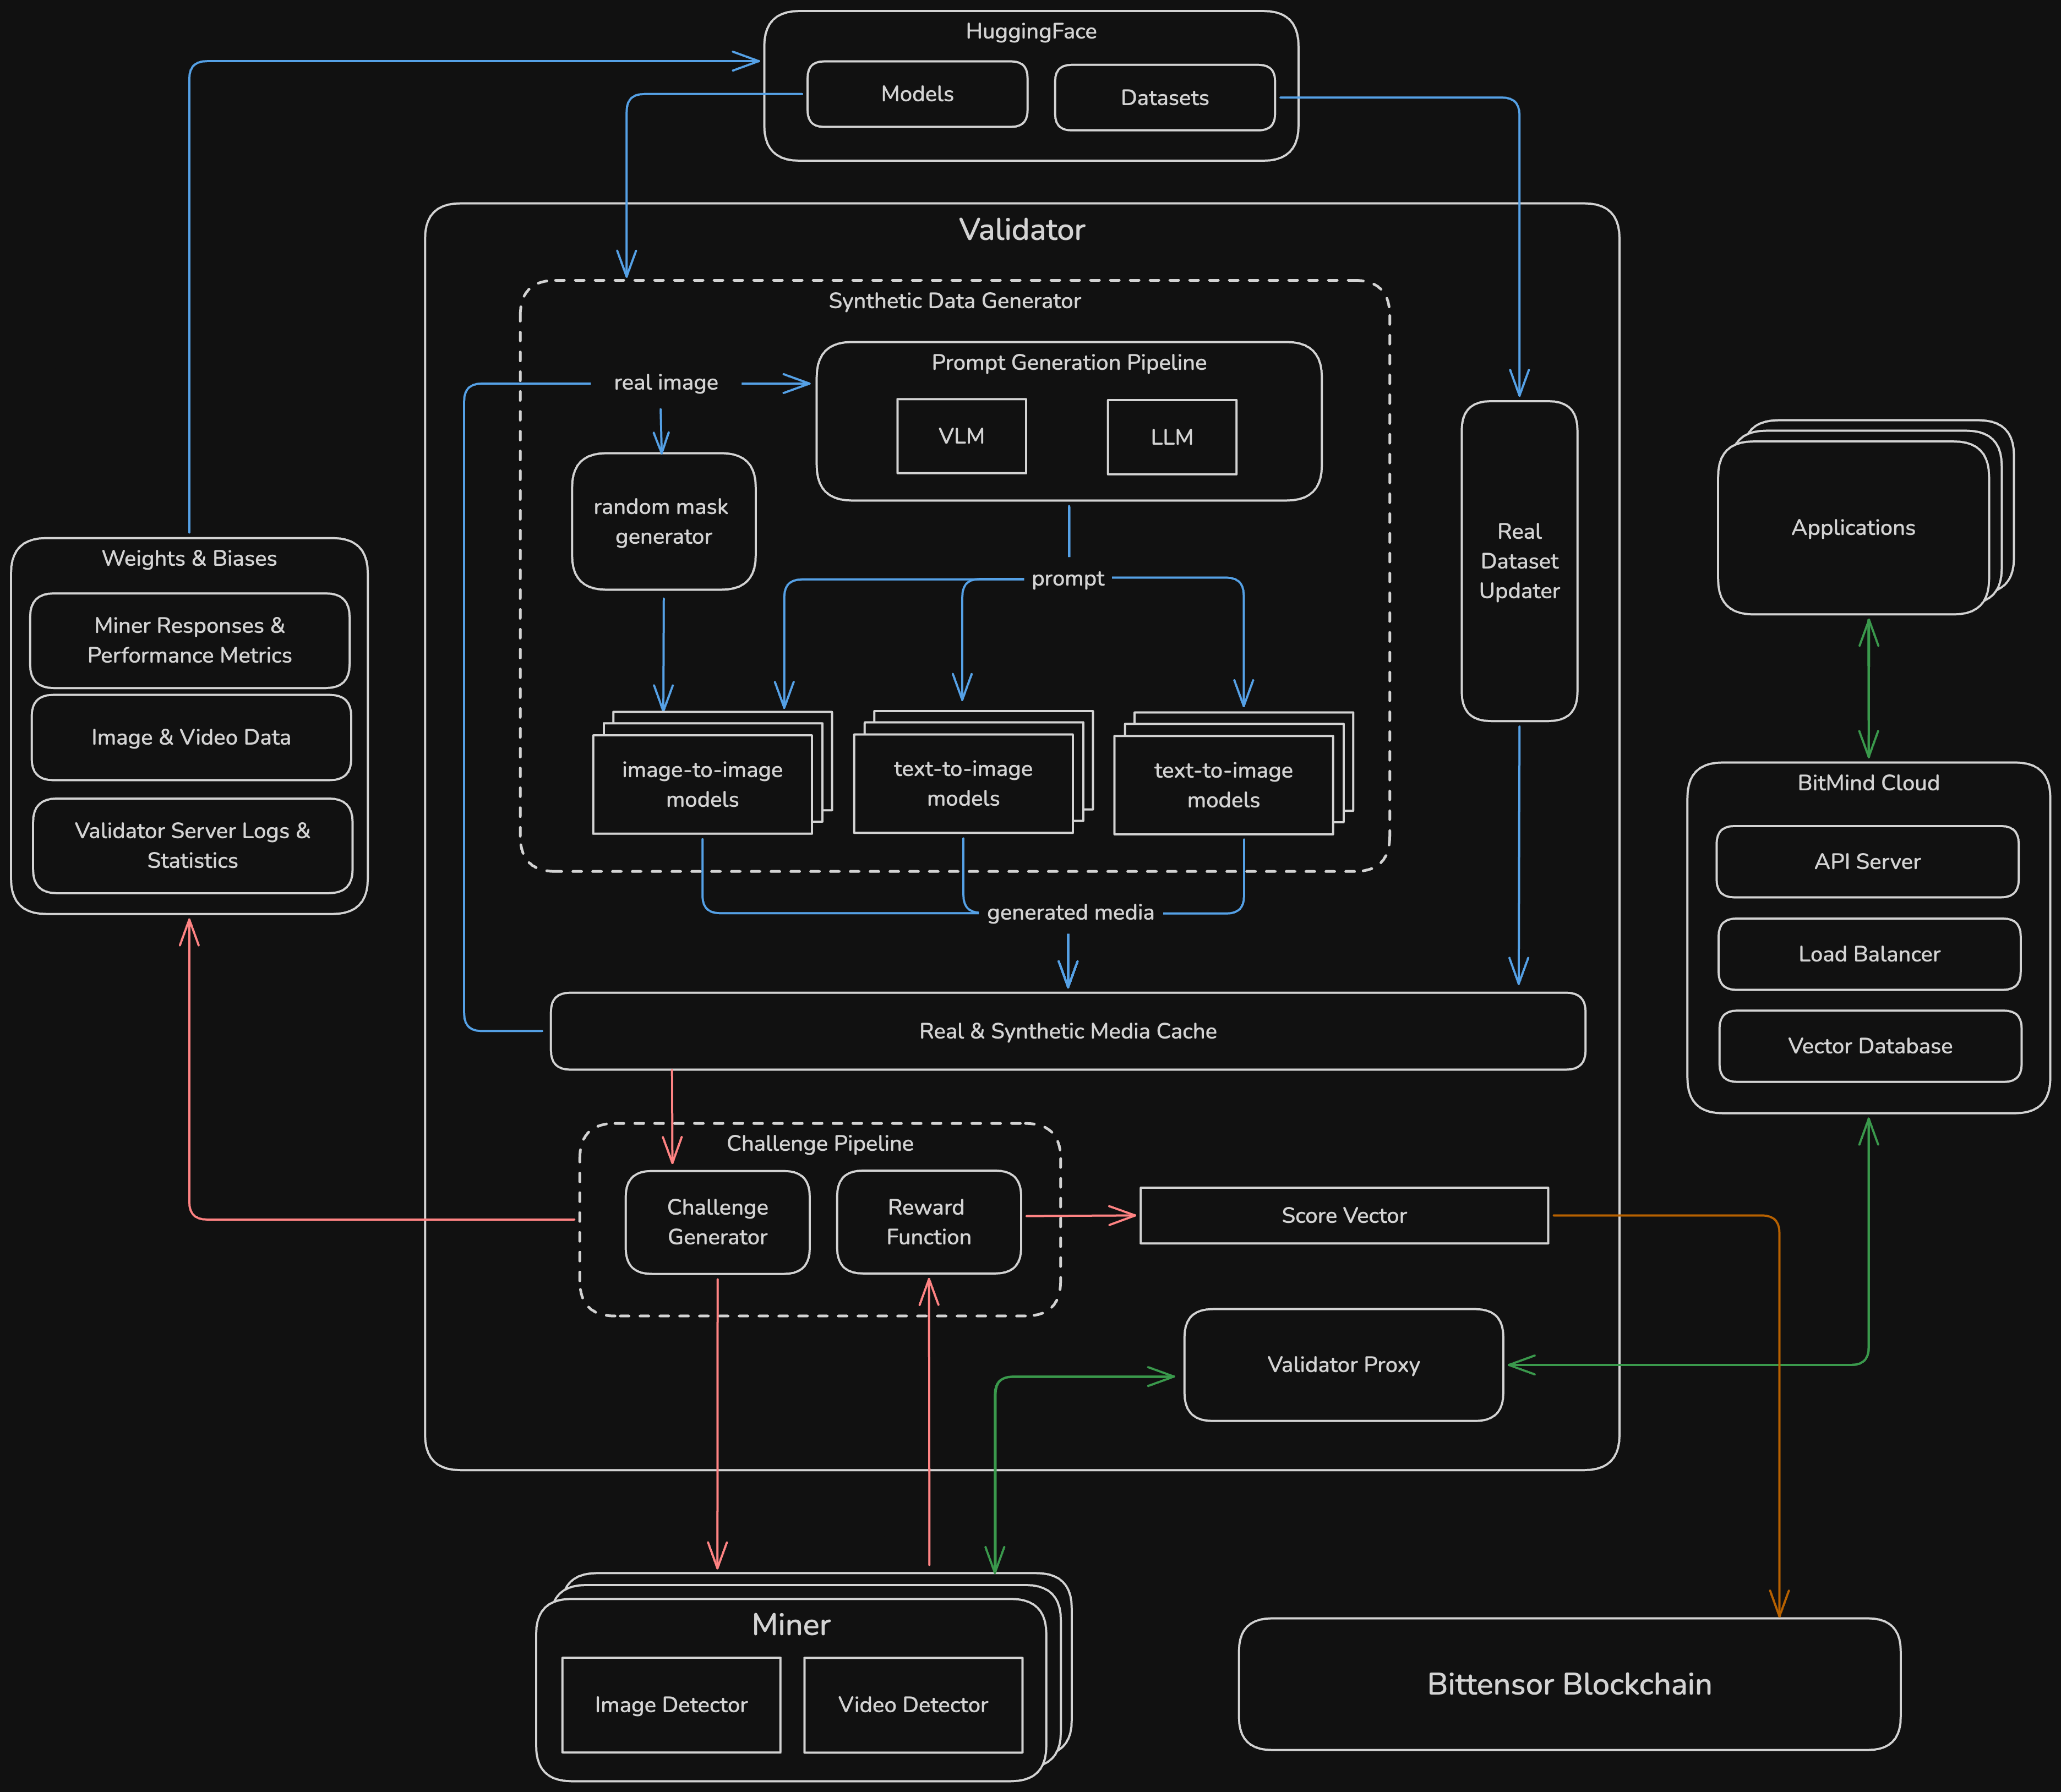 HuggingFace
Models
Datasets
Validator
Synthetic Data Generator
Prompt Generation Pipeline
real image
VLM
LLM
random mask
generator
prompt
Real
Dataset
Updater
Applications
Weights & Biases
Miner Responses &
Performance Metrics
Image & Video Data
Validator Server Logs &
Statistics
image-to-image
models
text-to-image
models
text-to-image
models
generated media
BitMind Cloud
API Server
Load Balancer
Vector Database
Real & Synthetic Media Cache
Challenge Pipeline
Challenge
Generator
Reward
Function
Score Vector
Validator Proxy
Miner
Image Detector
Video Detector
Bittensor Blockchain